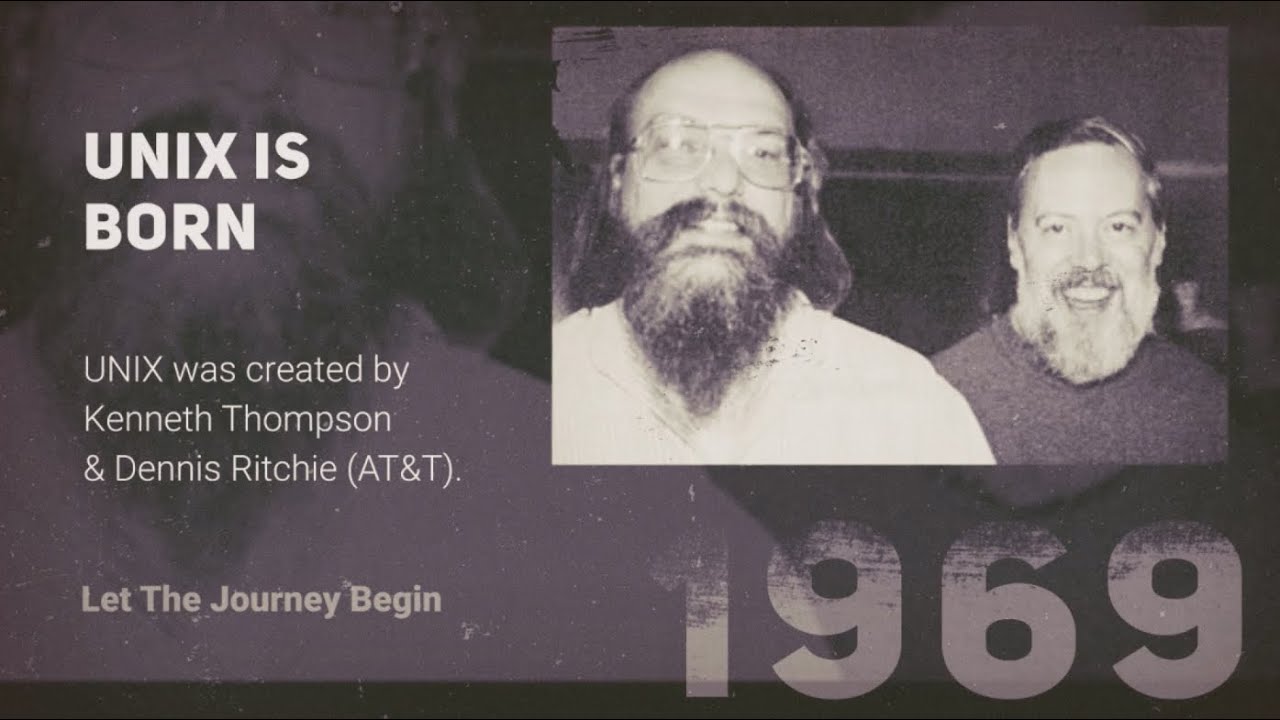 UNIX IS
BORN
UNIX was created by
Kenneth Thompson
& Dennis Ritchie (AT&T).
Let The Journey Begin
1969